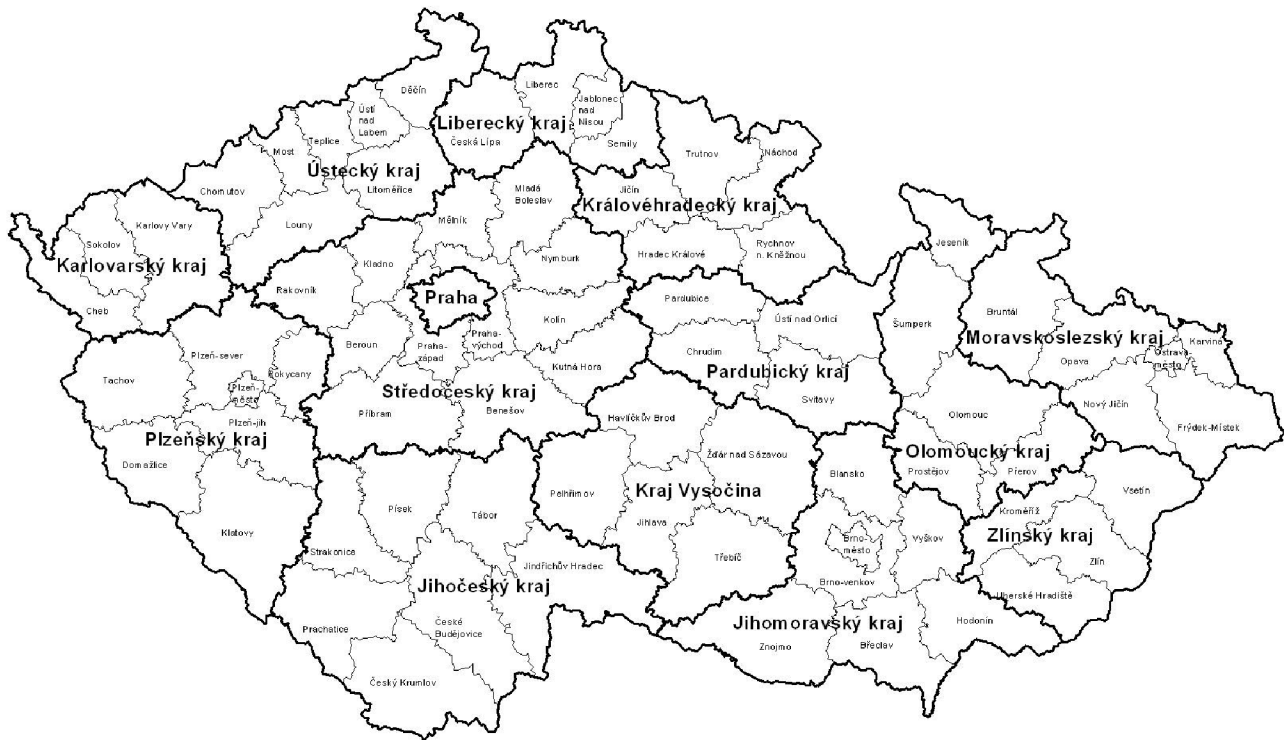 Děčín
Liberec
Ústí
nad
Labem
Jablonec
nad
Nisou
Liberecký kraj
Teplice
Česká Lípa
Semily
Most
Trutnov
Náchod
Ústecký kraj
Chomutov
Litoměřice
Mladá
Boleslav
Jičín
Královéhradecký kraj
Karlovy Vary
Louny
Mělník
Sokolov
Jeseník
Rychnov
n. Kněžnou
Hradec Králové
Nymburk
Karlovarský kraj
Kladno
Rakovník
Praha
Pardubice
Cheb
Bruntál
Kolín
Ústí nad Orlicí
Šumperk
Moravskoslezský kraj
Karviná
Beroun
Praha-
západ
Praha-
východ
Chrudim
Plzeň-sever
Kutná Hora
Ostrava-
město
Opava
Tachov
Rokycany
Pardubický kraj
Plzeň-
město
Středočeský kraj
Svitavy
Příbram
Benešov
Nový Jičín
Olomouc
Havlíčkův Brod
Plzeň-jih
Frýdek-Místek
Plzeňský kraj
Olomoucký kraj
Žďár nad Sázavou
Domažlice
Prostějov
Přerov
Blansko
Pelhřimov
Kraj Vysočina
Vsetín
Písek
Tábor
Kroměříž
Jihlava
Klatovy
Zlínský kraj
Brno-
město
Vyškov
Strakonice
Třebíč
Jindřichův Hradec
Zlín
Brno-venkov
Jihočeský kraj
Uherské Hradiště
České
Budějovice
Prachatice
Jihomoravský kraj
Hodonín
Znojmo
Břeclav
Český Krumlov